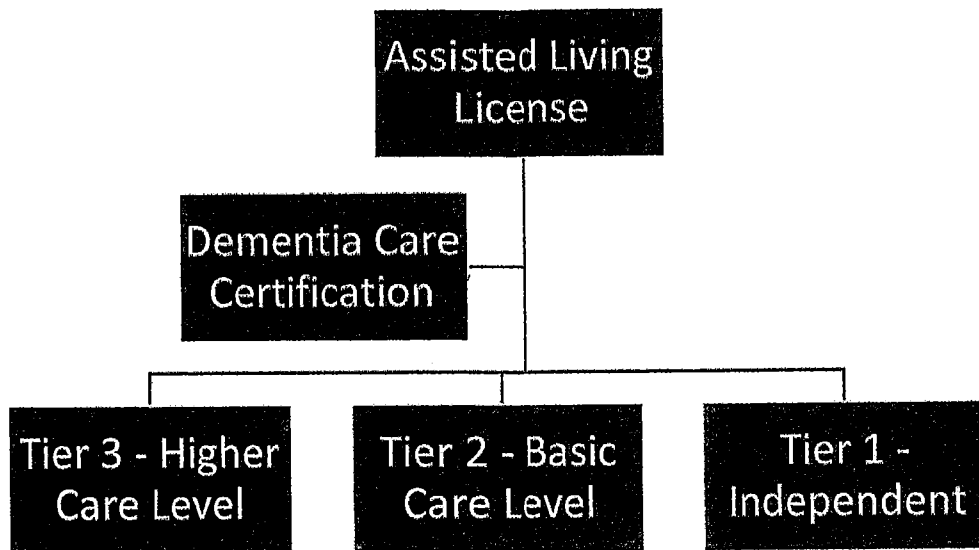 Assisted Living
License
Dementia Care
Certification
Tier 3 - Higher
Care Level
Tier 2 - Basic
Care Level
Tier 1 -
Independent